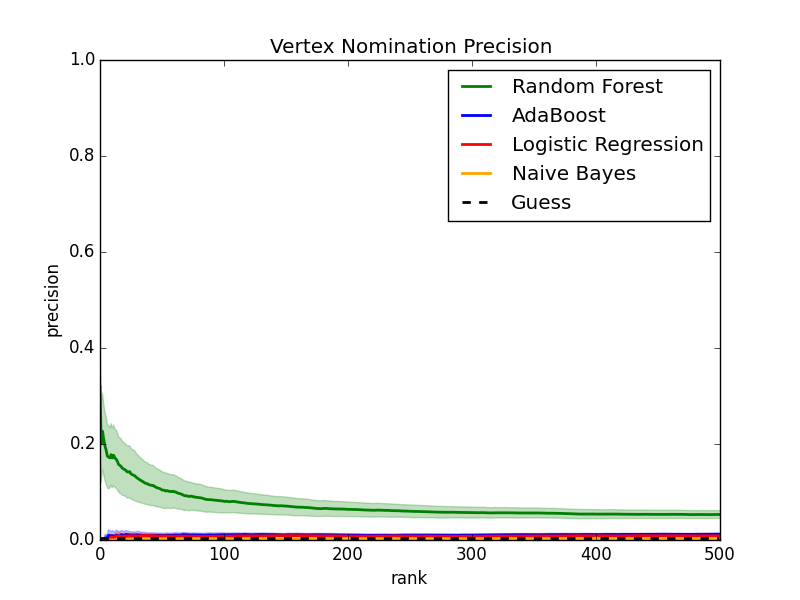 Vertex Nomination Precision
1.0
0.8
0.6
0.4
0.2
0.0
precision
Random Forest
AdaBoost
Logistic Regression
Naive Bayes
Guess
0
100
200
300
400
500
rank